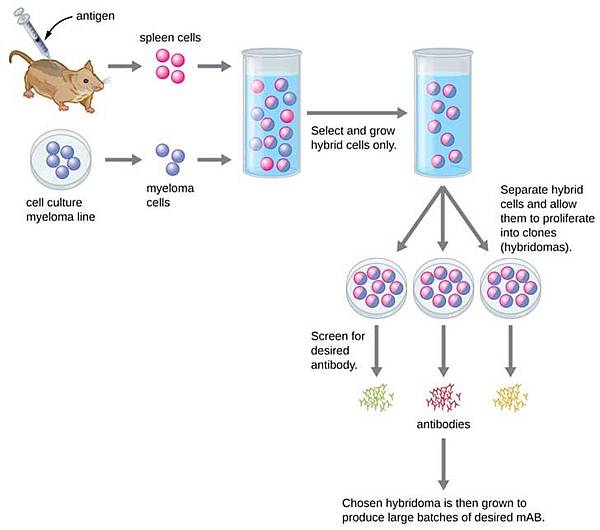 antigen
spleen cells
cell culture
myeloma line
myeloma
cells
Select and grow
hybrid cells only.
Separate hybrid
cells and allow
them to proliferate
into clones
(hybridomas).
Screen for
desired
antibody.
antibodies
Chosen hybridoma is then grown to
produce large batches of desired mAB.